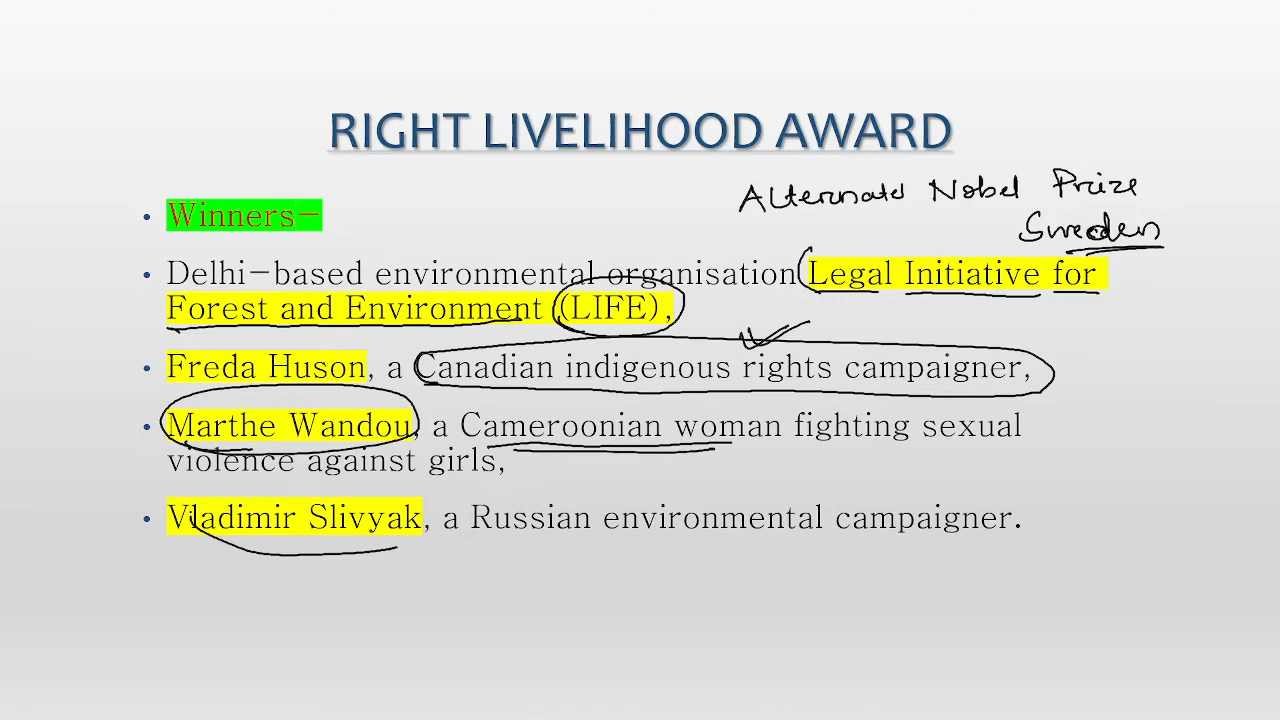 RIGHT LIVELIHOOD AWARD
Alternate Nobel Prize
Sweden
• Winners-
• Delhi-based environmental organisation Legal Initiative for
Forest and Environment (LIFE),
• Freda Huson, a Canadian indigenous rights campaigner,
• Marthe Wandou, a Cameroonian woman fighting sexual
violence against girls,
• Vladimir Slivyak, a Russian environmental campaigner.